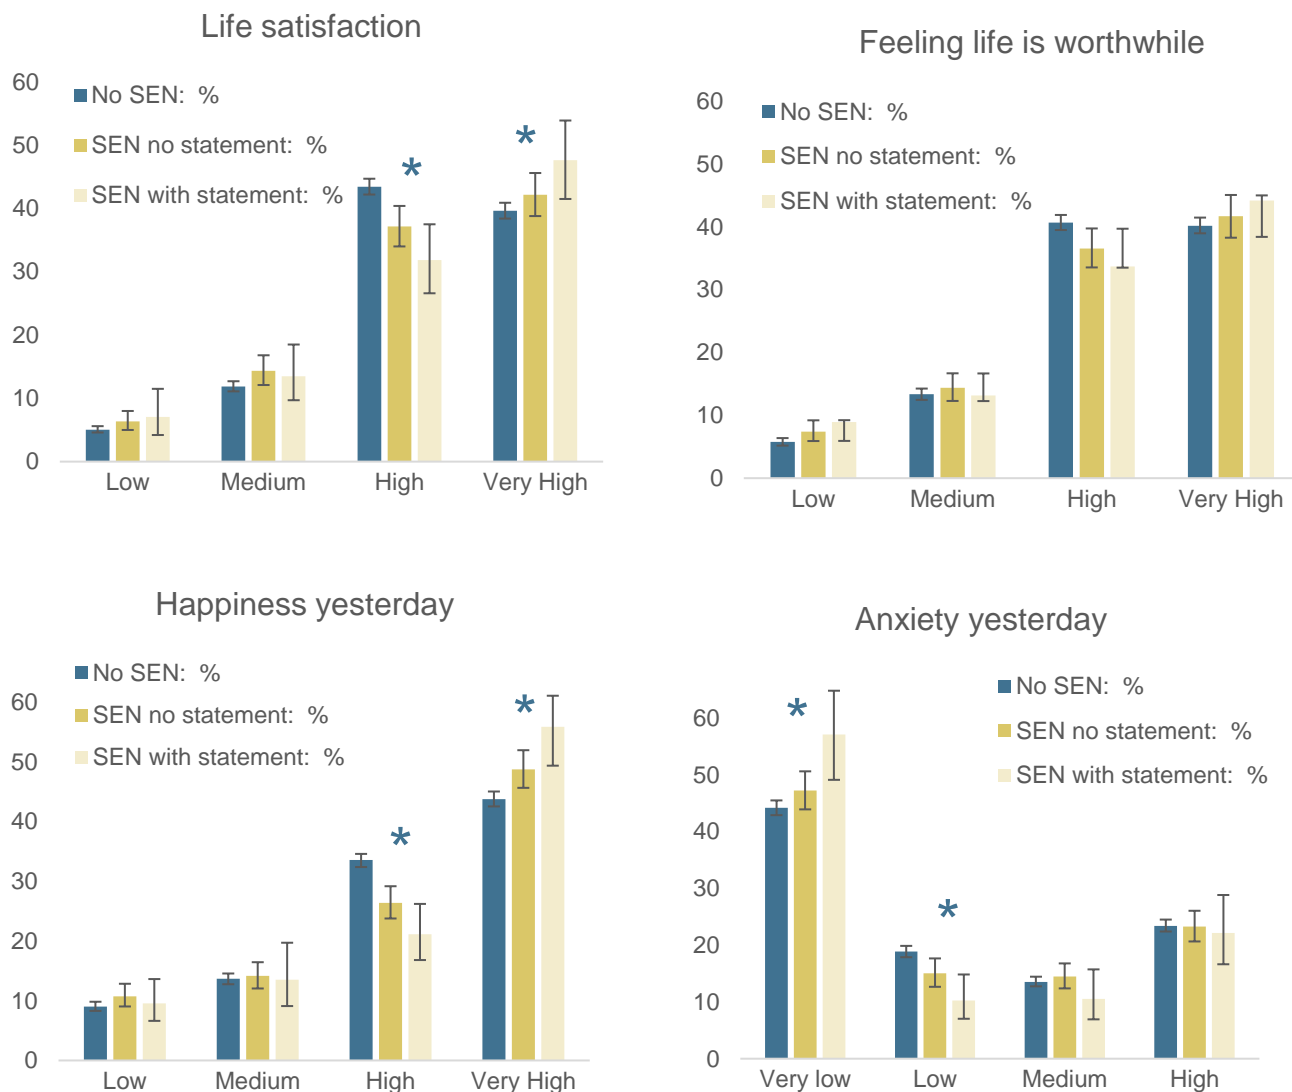 Life satisfaction
60
50
40
30
20
10
0
No SEN: %
SEN no statement: %
SEN with statement: %
*
*
Low Medium High Very High
Feeling life is worthwhile
60
50
40
30
20
10
0
No SEN: %
SEN no statement: %
SEN with statement: %
Low Medium High Very High
Happiness yesterday
60
50
40
30
20
10
0
No SEN: %
SEN no statement: %
SEN with statement: %
*
*
Low Medium High Very High
Anxiety yesterday
60
50
40
30
20
10
0
No SEN: %
SEN no statement: %
SEN with statement: %
*
*
Very low Low Medium High